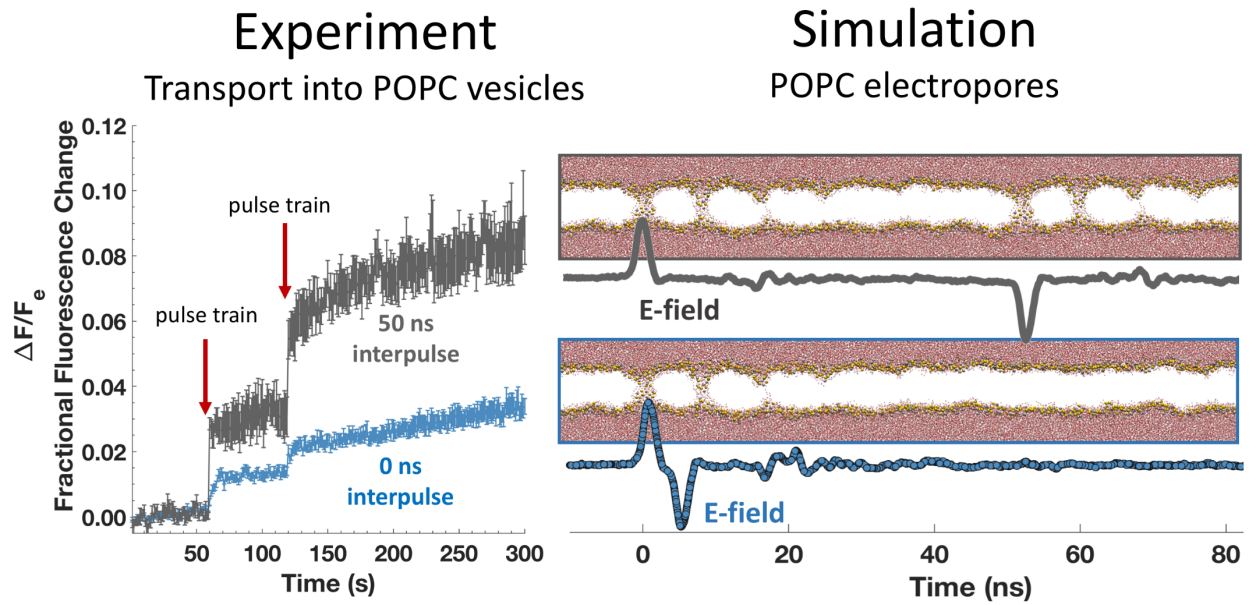 Experiment
Transport into POPC vesicles
ΔF/Fe
Fractional Fluorescence Change
0.12
0.10
0.08
0.06
0.04
0.02
0.00
pulse train
pulse train
50 ns
interpulse
0 ns
interpulse
50 100 150 200 250 300
Time (s)
Simulation
POPC electropores
E-field
E-field
0 20 40 60 80
Time (ns)